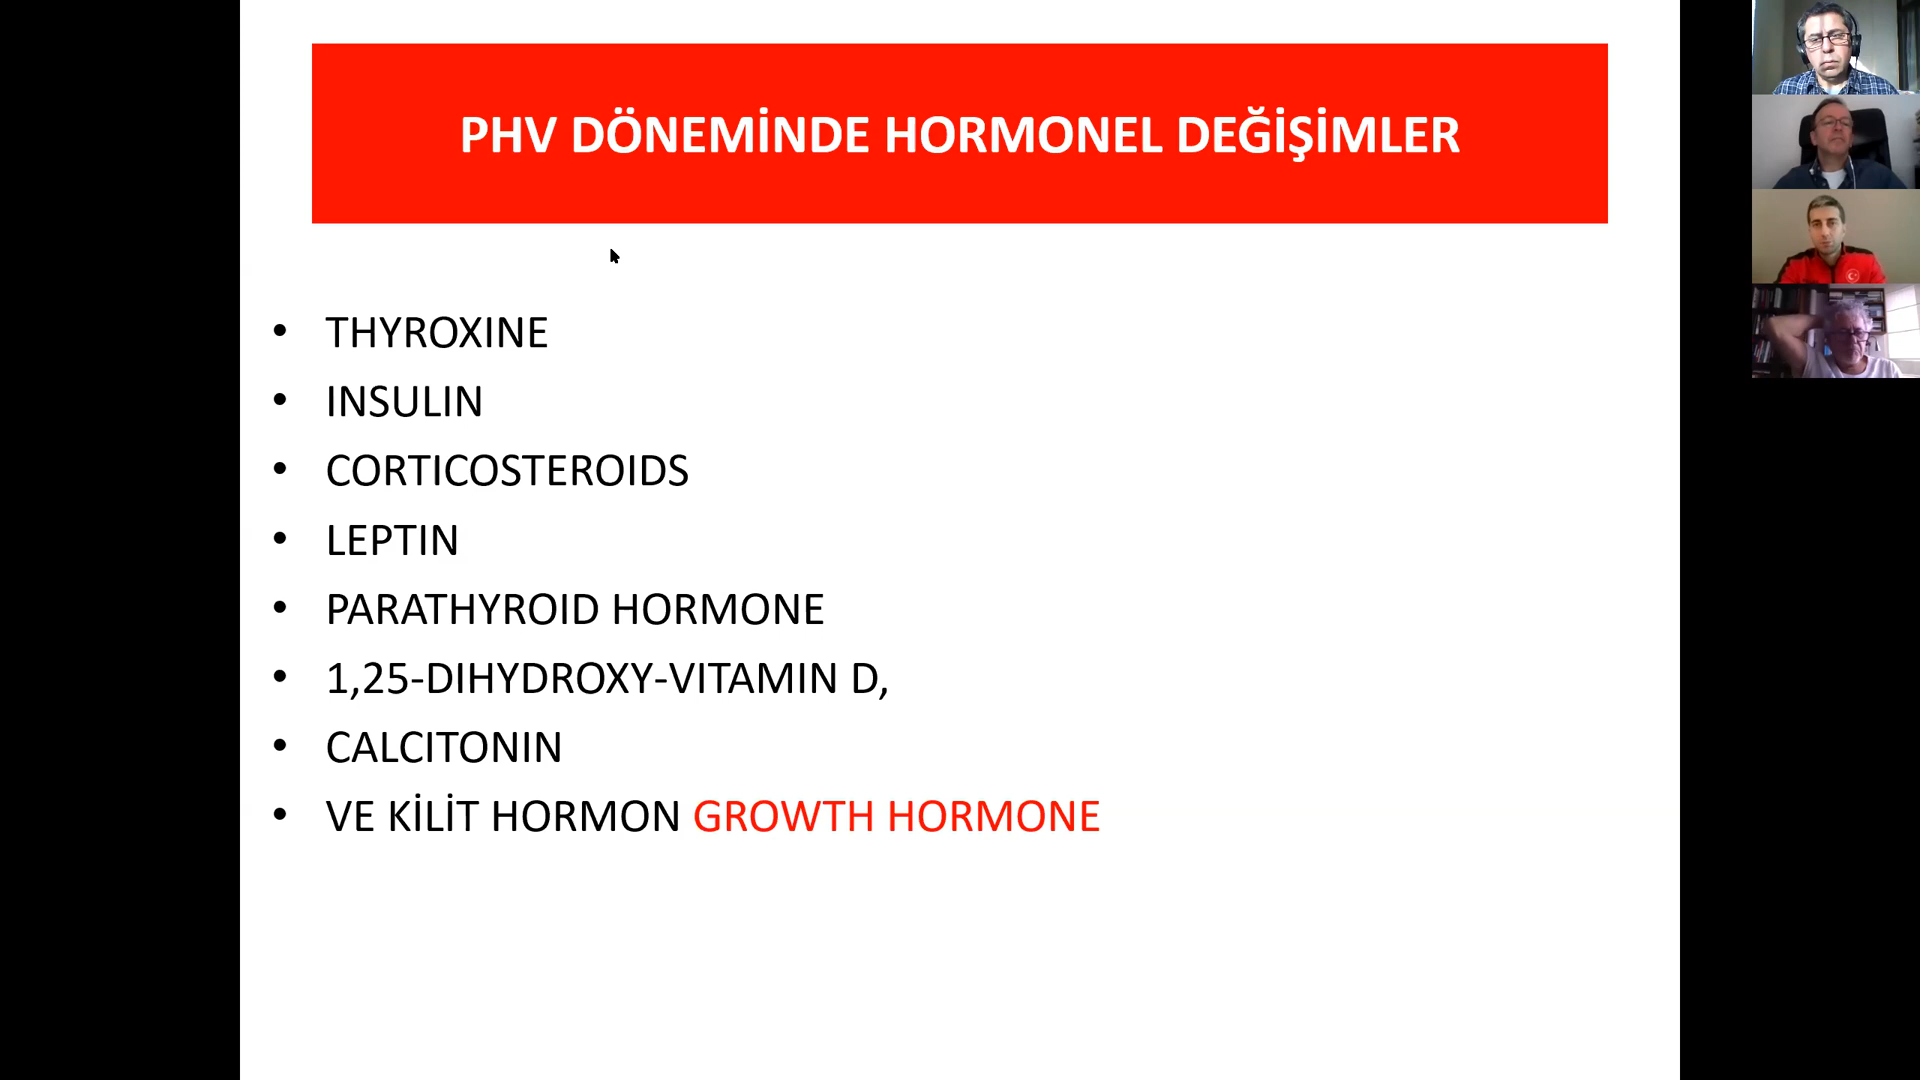 PHV DÖNEMİNDE HORMONEL DEĞİŞİMLER
• THYROXINE
• INSULIN
• CORTICOSTEROIDS
• LEPTIN
• PARATHYROID HORMONE
• 1,25-DIHYDROXY-VITAMIN D,
• CALCITONIN
• VE KİLİT HORMON GROWTH HORMONE